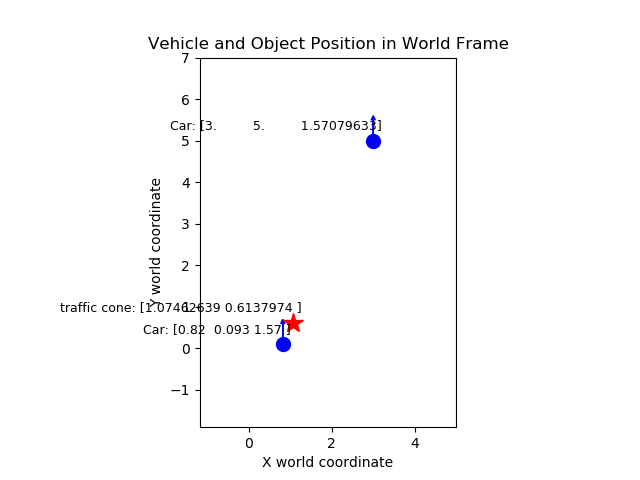 Vehicle and Object Position in World Frame
7
6
Car: [3. 5. 1.57079633]
5
4
3
2
Y world coordinate
traffic cone: [1.07462639 0.6137974 ]
1
Car: [0.82 0.093 1.57 ]
0
−1
0 2 4
X world coordinate